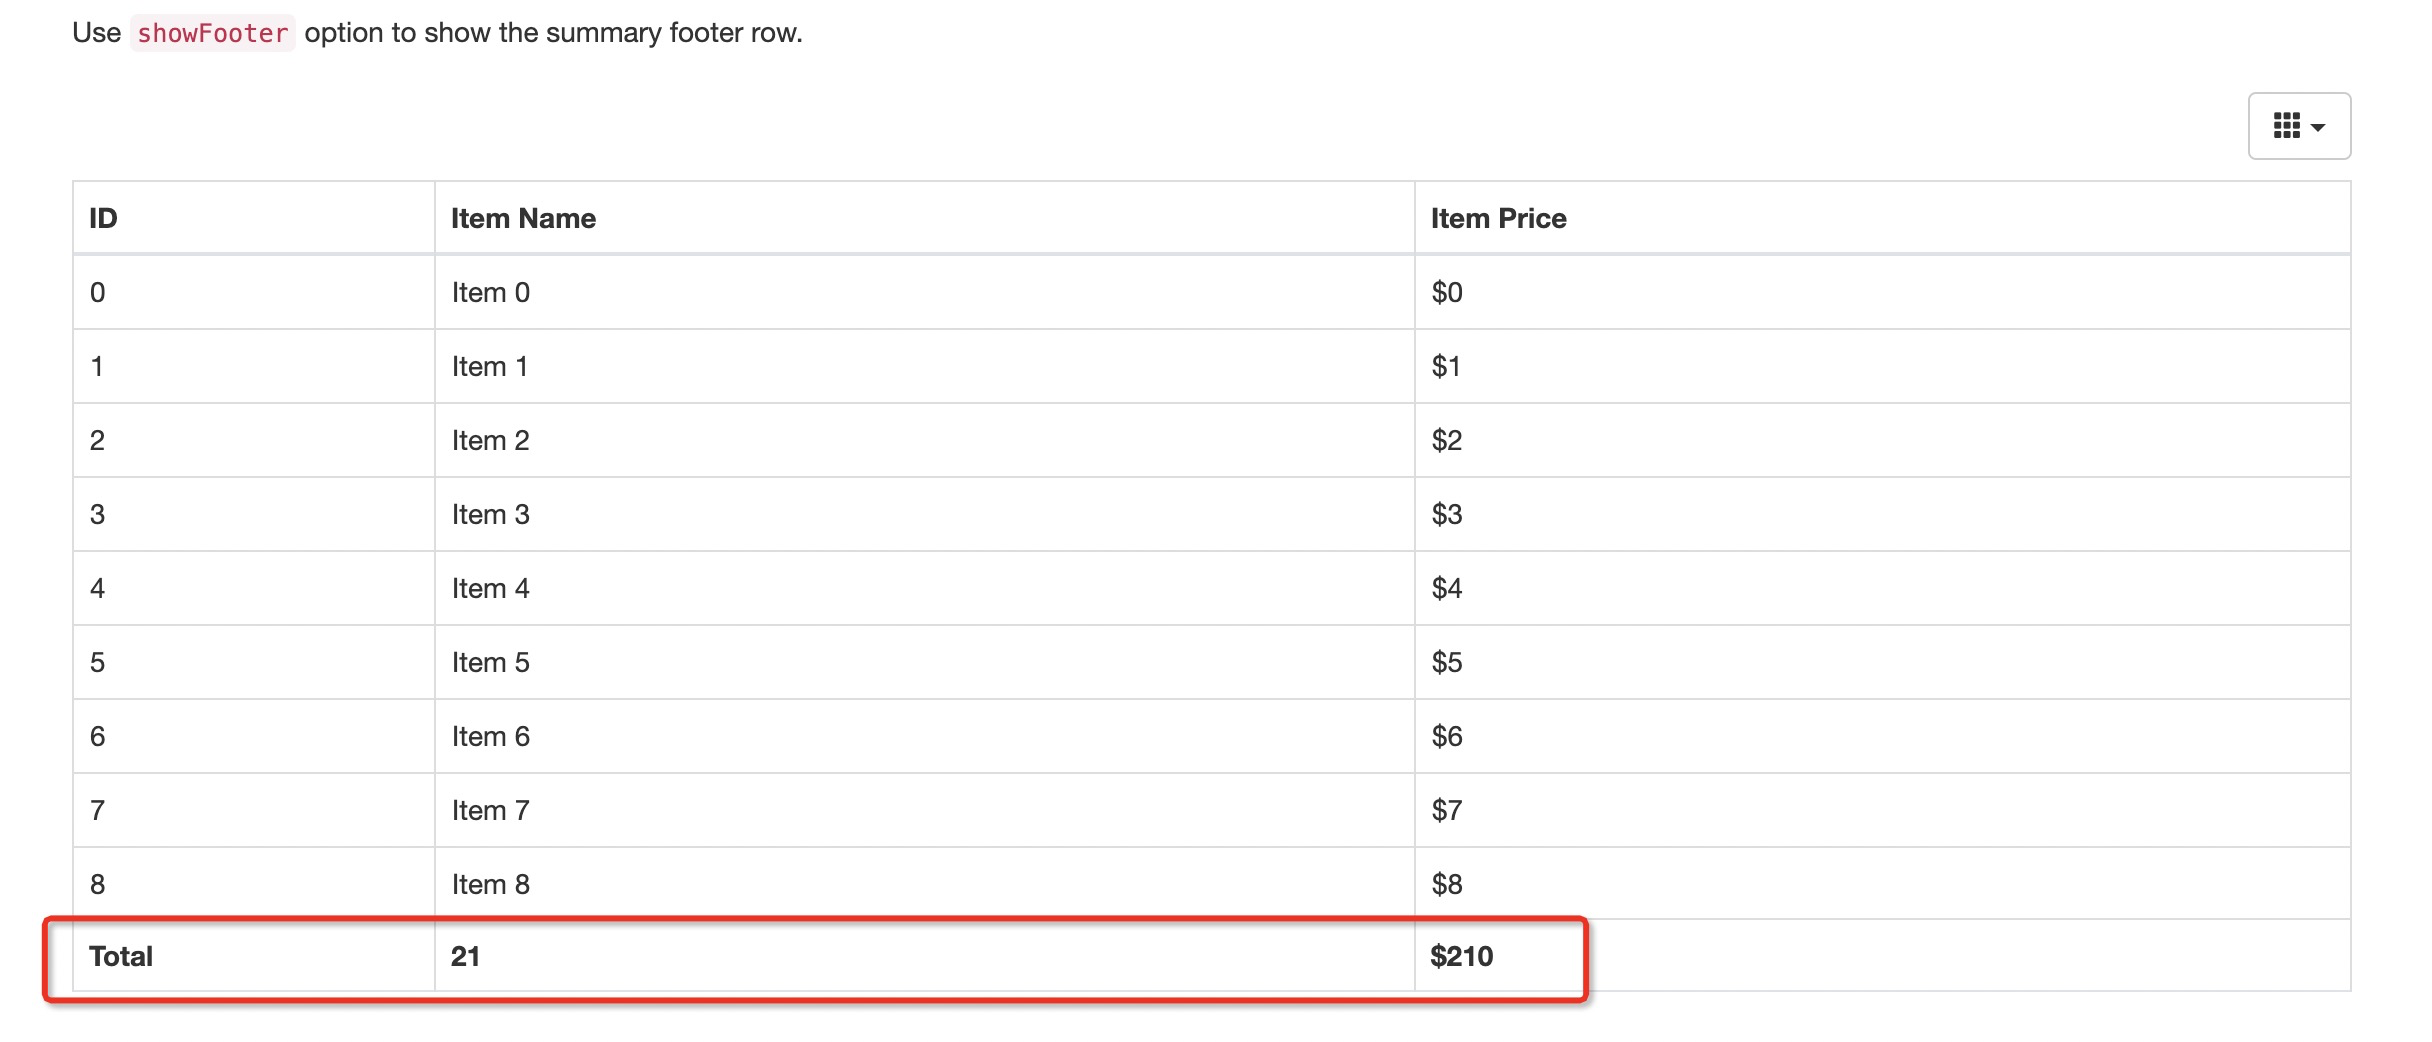 Use showFooter option to show the summary footer row.
ID Item Name Item Price
0 Item 0 $0
1 Item 1 $1
2 Item 2 $2
3 Item 3 $3
4 Item 4 $4
5 Item 5 $5
6 Item 6 $6
7 Item 7 $7
8 Item 8 $8
Total 21 $210